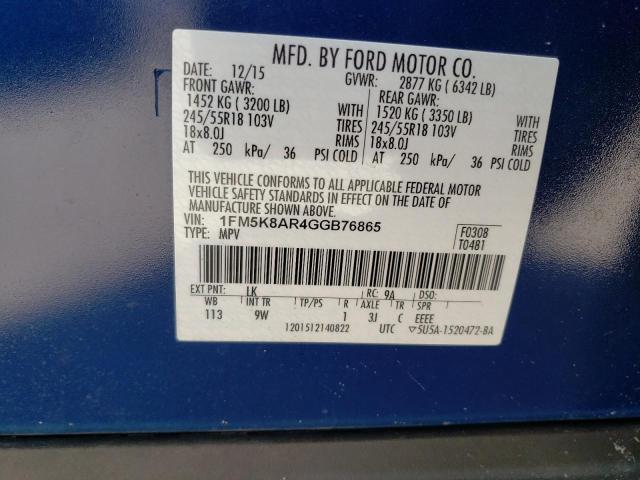 MFD. BY FORD MOTOR CO.
DATE: 12/15 GVWR: 2877 KG ( 6342 LB)
FRONT GAWR: REAR GAWR:
1452 KG ( 3200 LB) WITH 1520 KG ( 3350 LB) WITH
245/55R18 103V TIRES 245/55R18 103V TIRES
18x8.0J RIMS 18x8.0J RIMS
AT 250 kPa/ 36 PSI COLD AT 250 kPa/ 36 PSI COLD
THIS VEHICLE CONFORMS TO ALL APPLICABLE FEDERAL MOTOR
VEHICLE SAFETY STANDARDS IN EFFECT ON THE DATE OF
MANUFACTURE SHOWN ABOVE.
VIN: 1FM5K8AR4GGB76865 F0308
TYPE: MPV T0481
EXT PNT: LK RC: 9A DSO:
WB INT TR TP/PS R AXLE TR SPR
113 9W 1 3J C EEEE
1201512140822 UTC ▽5U5A-1520472-BA